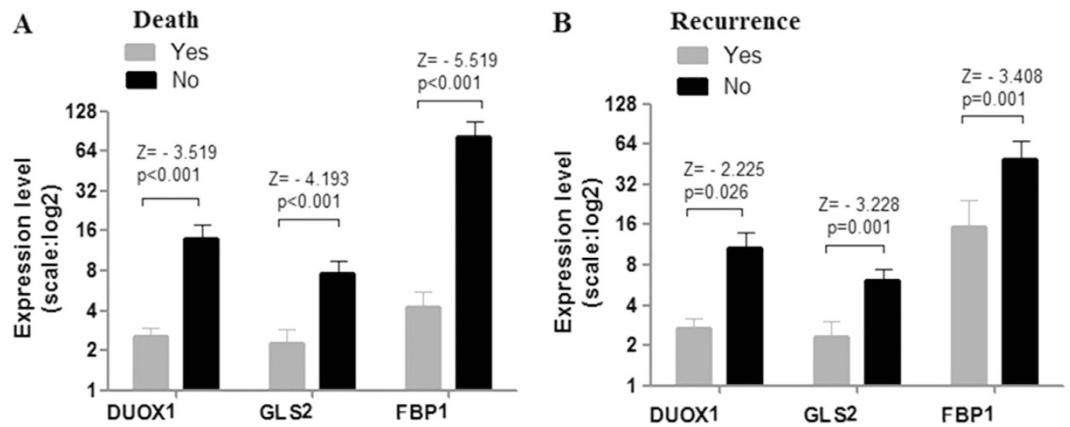 A
Death
Yes
No
Z= - 5.519
p<0.001
Z= - 3.519
p<0.001
Z= - 4.193
p<0.001
Expression level
(scale:log2)
128
64
32
16
8
4
2
1
DUOX1
GLS2
FBP1
B
Recurrence
Yes
No
Z= - 3.408
p=0.001
Z= - 2.225
p=0.026
Z= - 3.228
p=0.001
Expression level
(scale:log2)
128
64
32
16
8
4
2
1
DUOX1
GLS2
FBP1